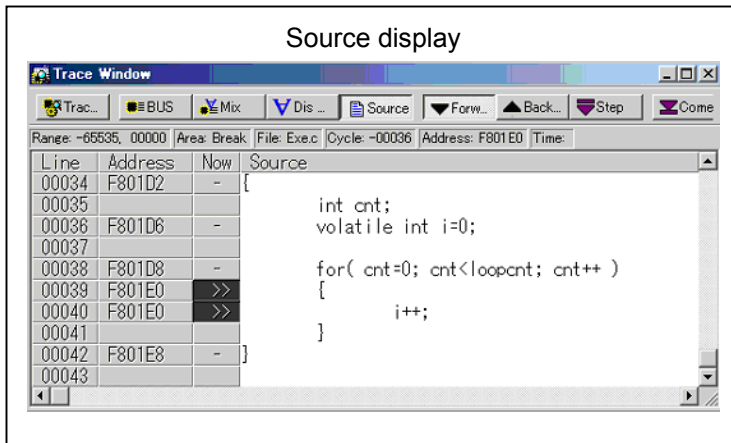 Source display
Trace Window
Trac... BUS Mix Dis ... Source Forw... Back... Step Come
Range: -65535, 00000 Area: Break File: Exe.c Cycle: -00036 Address: F801E0 Time:
Line Address Now Source
00034 F801D2 - {
00035 int cnt;
00036 F801D6 - volatile int i=0;
00037
00038 F801D8 - for( cnt=0; cnt<loopcnt; cnt++ )
00039 F801E0 >> {
00040 F801E0 >> i++;
00041 }
00042 F801E8 - }
00043